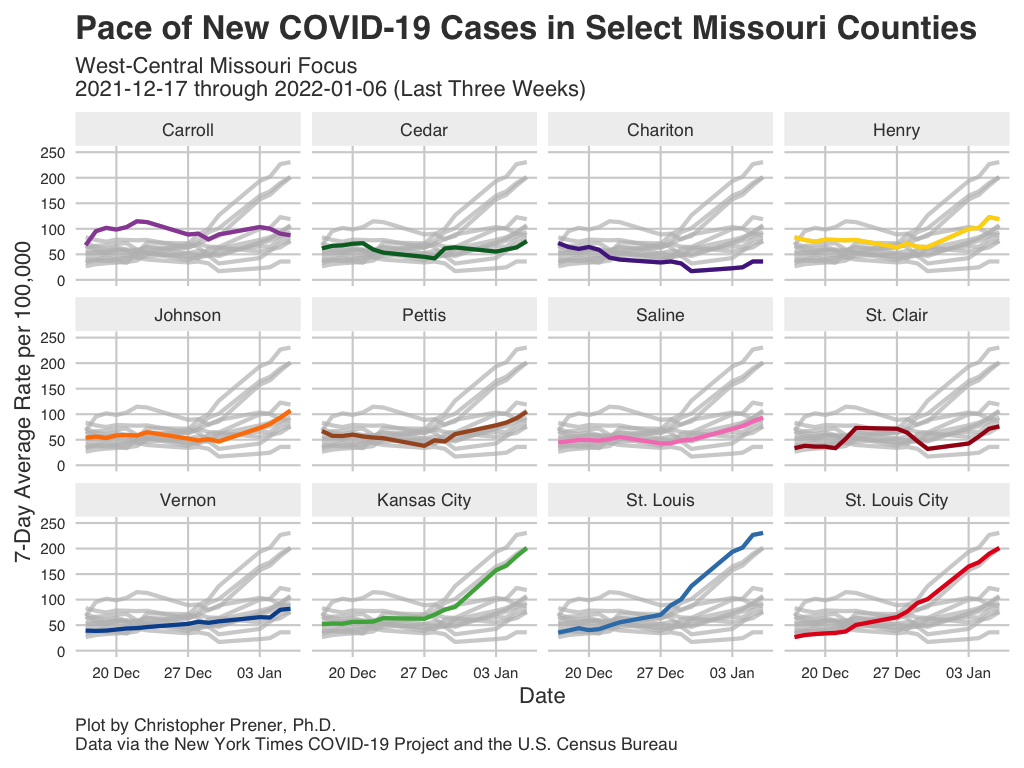 Pace of New COVID-19 Cases in Select Missouri Counties
West-Central Missouri Focus
2021-12-17 through 2022-01-06 (Last Three Weeks)
Carroll Cedar Chariton Henry
250
200
150
100
50
0
Johnson Pettis Saline St. Clair
250
200
150
100
50
0
Vernon Kansas City St. Louis St. Louis City
250
200
150
100
50
0
7-Day Average Rate per 100,000
20 Dec 27 Dec 03 Jan 20 Dec 27 Dec 03 Jan 20 Dec 27 Dec 03 Jan 20 Dec 27 Dec 03 Jan
Date
Plot by Christopher Prener, Ph.D.
Data via the New York Times COVID-19 Project and the U.S. Census Bureau